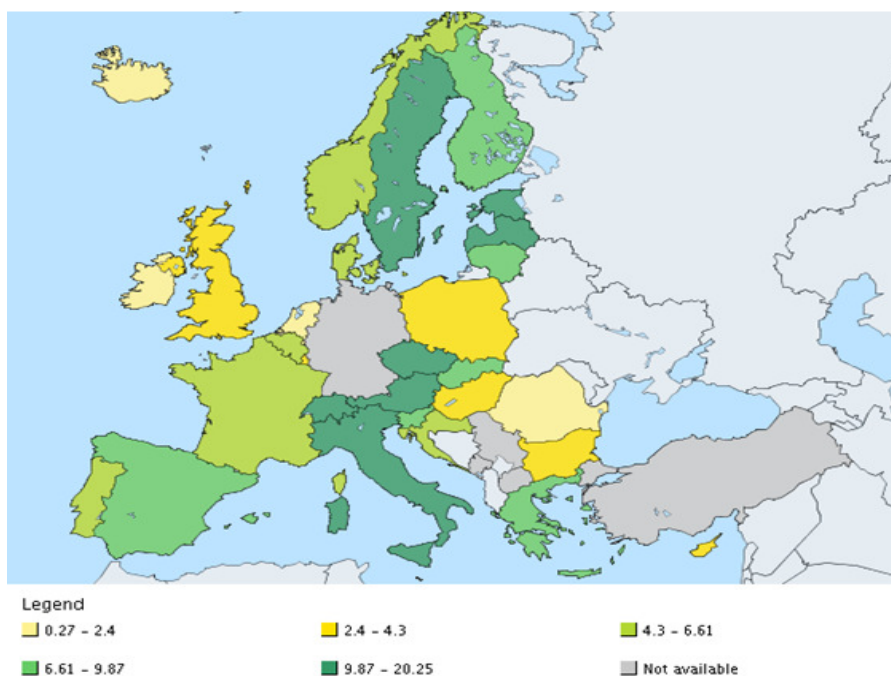 Legend
0.27 - 2.4
2.4 - 4.3
4.3 - 6.61
6.61 - 9.87
9.87 - 20.25
Not available